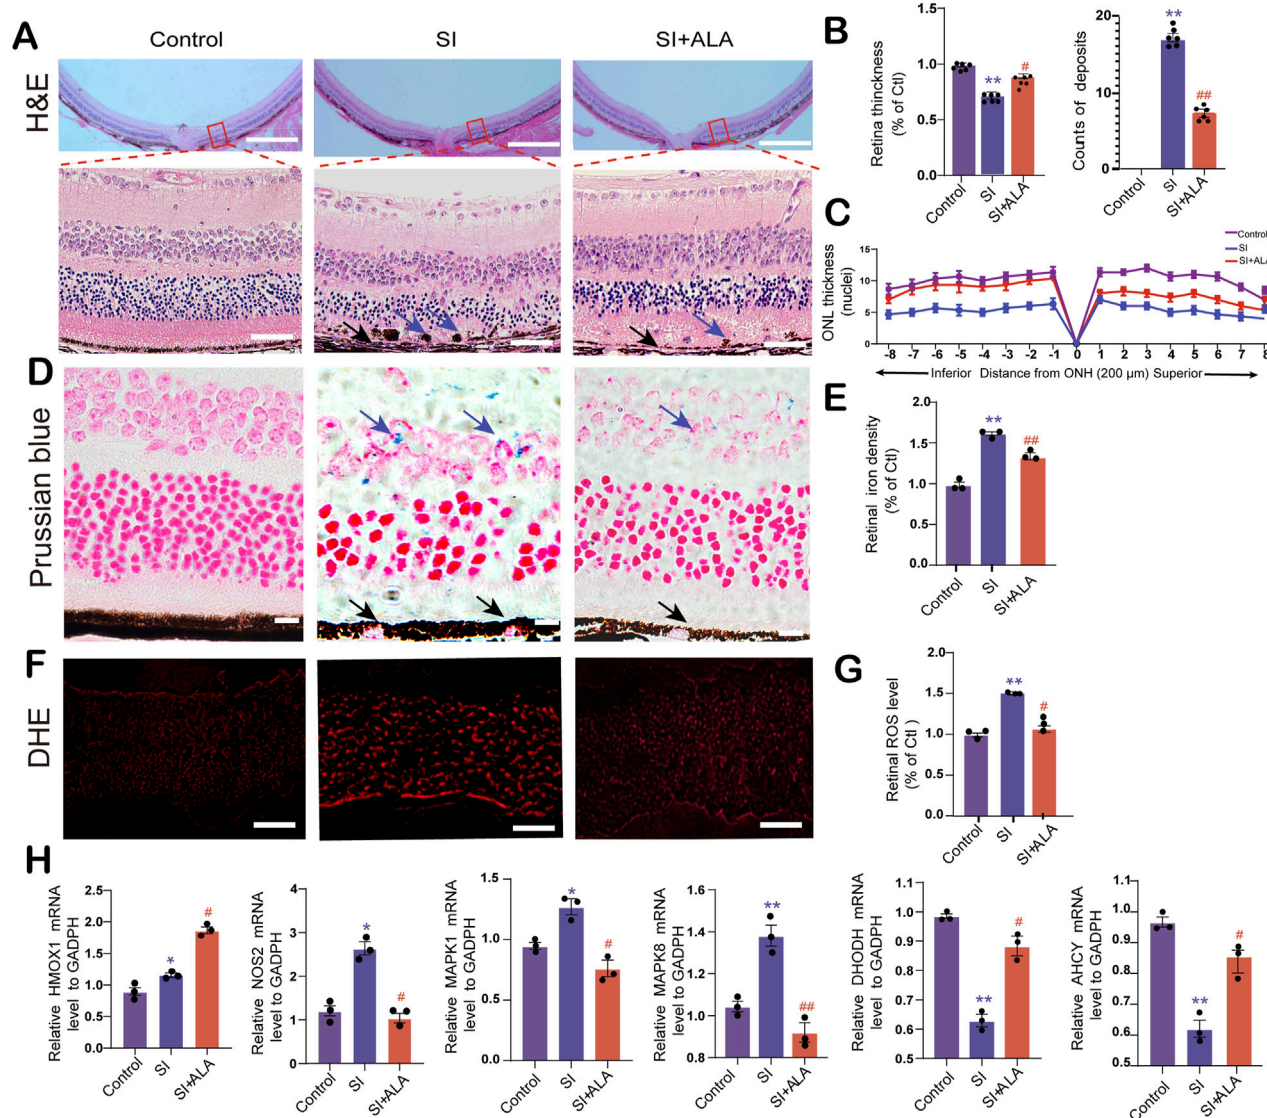 A
Control
SI
SI+ALA
H&E
B
Retina thinckness
(% of Ctl)
1.5
1.0
0.5
0.0
**
#
Control
SI
SI+ALA
Counts of deposits
20
10
0
**
##
Control
SI
SI+ALA
C
ONL thickness
(nuclei)
15
10
5
0
Control
SI
SI+ALA
-8 -7 -6 -5 -4 -3 -2 -1 0 1 2 3 4 5 6 7 8
Inferior Distance from ONH (200 μm) Superior
D
Prussian blue
E
Retinal iron density
(% of Ctl)
2.0
1.5
1.0
0.5
0.0
**
##
Control
SI
SI+ALA
F
DHE
G
Retinal ROS level
(% of Ctl )
2.0
1.5
1.0
0.5
0.0
**
#
Control
SI
SI+ALA
H
Relative HMOX1 mRNA
level to GADPH
2.5
2.0
1.5
1.0
0.5
0.0
*
#
Control
SI
SI+ALA
Relative NOS2 mRNA
level to GADPH
4
3
2
1
0
*
#
Control
SI
SI+ALA
Relative MAPK1 mRNA
level to GADPH
1.5
1.0
0.5
0.0
*
#
Control
SI
SI+ALA
Relative MAPK8 mRNA
level to GADPH
1.6
1.4
1.2
1.0
0.8
**
##
Control
SI
SI+ALA
Relative DHODH mRNA
level to GADPH
1.1
1.0
0.9
0.8
0.7
0.6
0.5
**
#
Control
SI
SI+ALA
Relative AHCY mRNA
level to GADPH
1.1
1.0
0.9
0.8
0.7
0.6
0.5
**
#
Control
SI
SI+ALA